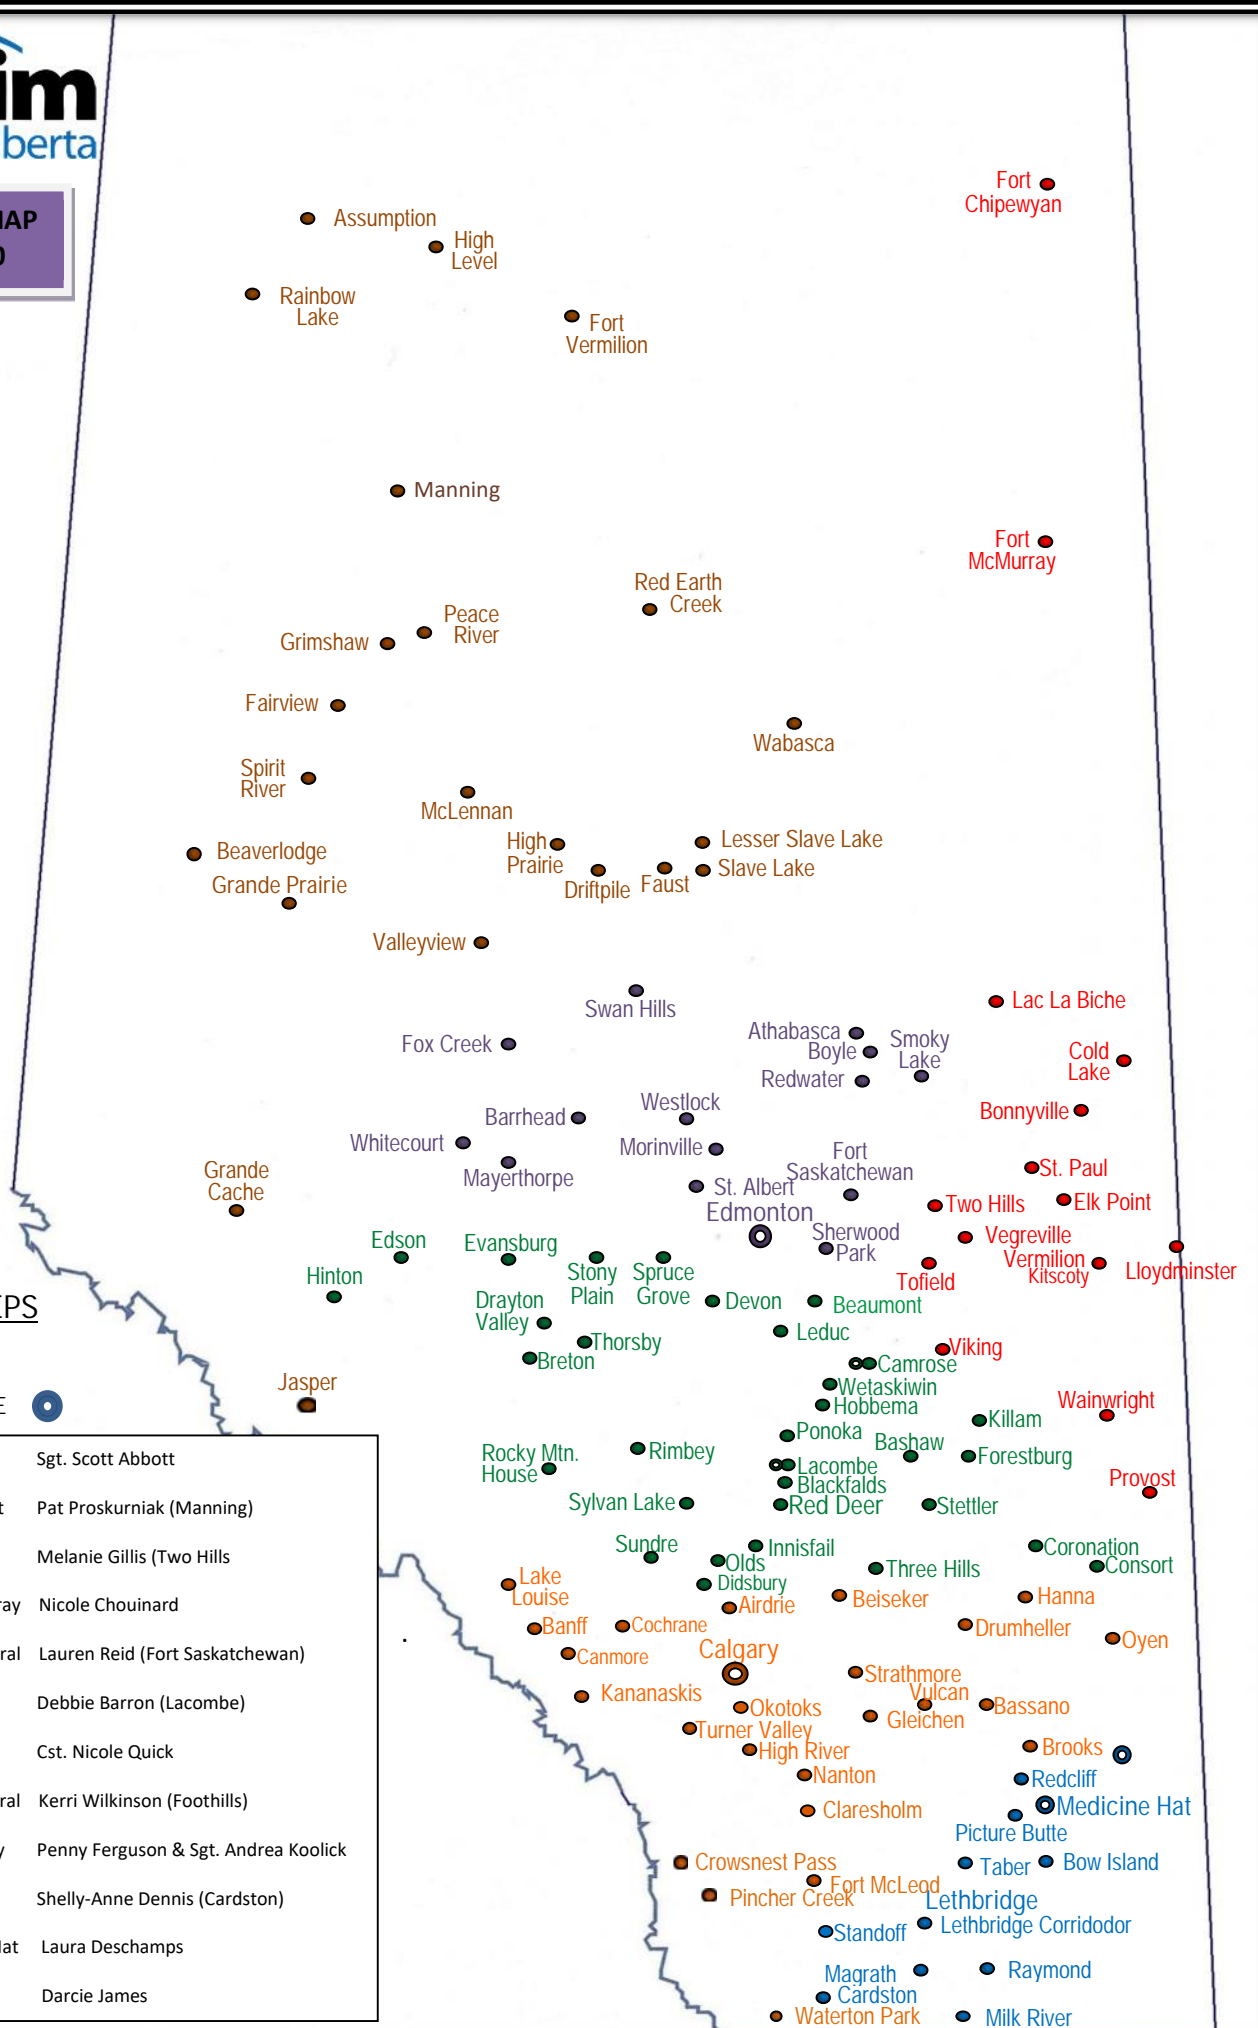 im
berta
MAP
0
Fort
Chipewyan
Assumption
High
Level
Rainbow
Lake
Fort
Vermilion
Manning
Fort
McMurray
Red Earth
Creek
Peace
River
Grimshaw
Fairview
Wabasca
Spirit
River
McLennan
High
Prairie
Lesser Slave Lake
Beaverlodge
Driftpile
Faust
Slave Lake
Grande Prairie
Valleyview
Swan Hills
Lac La Biche
Athabasca
Fox Creek
Boyle
Smoky
Lake
Cold
Lake
Redwater
Westlock
Bonnyville
Barrhead
Whitecourt
Morinville
Fort
Saskatchewan
Mayerthorpe
St. Paul
Grande
Cache
St. Albert
Two Hills
Elk Point
Edmonton
Sherwood
Park
Edson
Evansburg
Vegreville
Vermilion
Kitscoty
Lloydminster
Hinton
Stony
Plain
Spruce
Grove
Tofield
Drayton
Valley
Devon
Beaumont
EPS
Leduc
Thorsby
Breton
Viking
Camrose
Jasper
Wetaskiwin
Hobbema
Wainwright
E
Killam
Ponoka
Bashaw
Rocky Mtn.
House
Rimbey
Forestburg
Lacombe
Blackfalds
Provost
Sylvan Lake
Red Deer
Stettler
Sgt. Scott Abbott
t Pat Proskurniak (Manning)
Melanie Gillis (Two Hills
ray Nicole Chouinard
ral Lauren Reid (Fort Saskatchewan)
Debbie Barron (Lacombe)
Cst. Nicole Quick
ral Kerri Wilkinson (Foothills)
y Penny Ferguson & Sgt. Andrea Koolick
Shelly-Anne Dennis (Cardston)
Hat Laura Deschamps
Darcie James
Sundre
Innisfail
Coronation
Olds
Three Hills
Consort
Didsbury
Lake
Louise
Airdrie
Beiseker
Hanna
Banff
Cochrane
Drumheller
Oyen
Canmore
Calgary
Strathmore
Kananaskis
Vulcan
Okotoks
Bassano
Turner Valley
Gleichen
High River
Brooks
Nanton
Redcliff
Claresholm
Medicine Hat
Picture Butte
Crowsnest Pass
Taber
Bow Island
Pincher Creek
Fort McLeod
Lethbridge
Standoff
Lethbridge Corridodor
Magrath
Raymond
Cardston
Waterton Park
Milk River